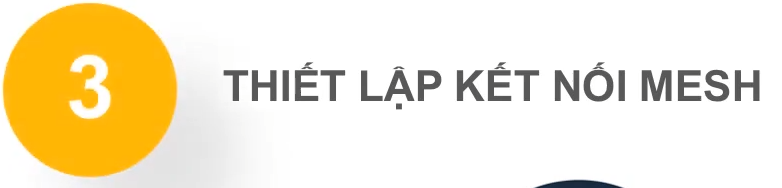 3
THIẾT LẬP KẾT NỐI MESH